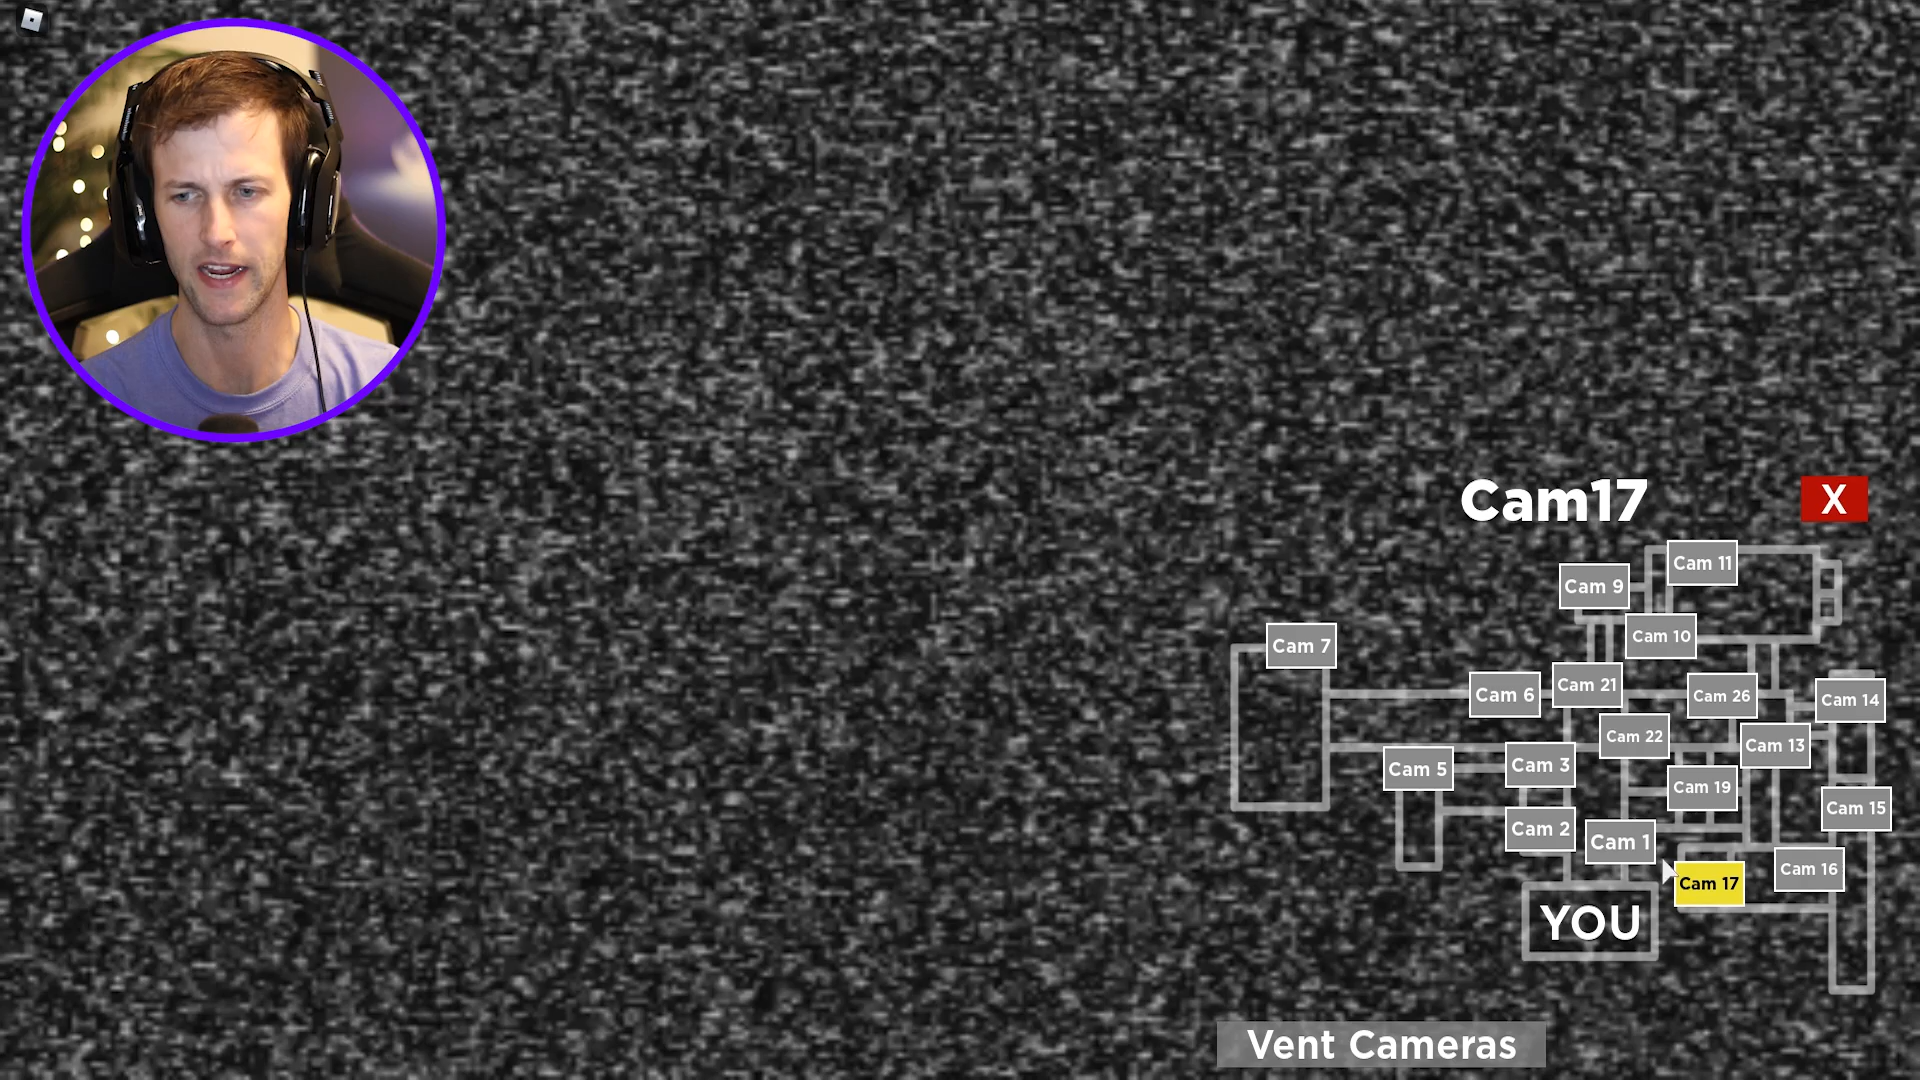 Cam17
X
Cam 11
Cam 9
Cam 10
Cam 7
Cam 21
Cam 6
Cam 26
Cam 14
Cam 22
Cam 13
Cam 3
Cam 5
Cam 19
Cam 15
Cam 2
Cam 1
Cam 16
Cam 17
YOU
Vent Cameras